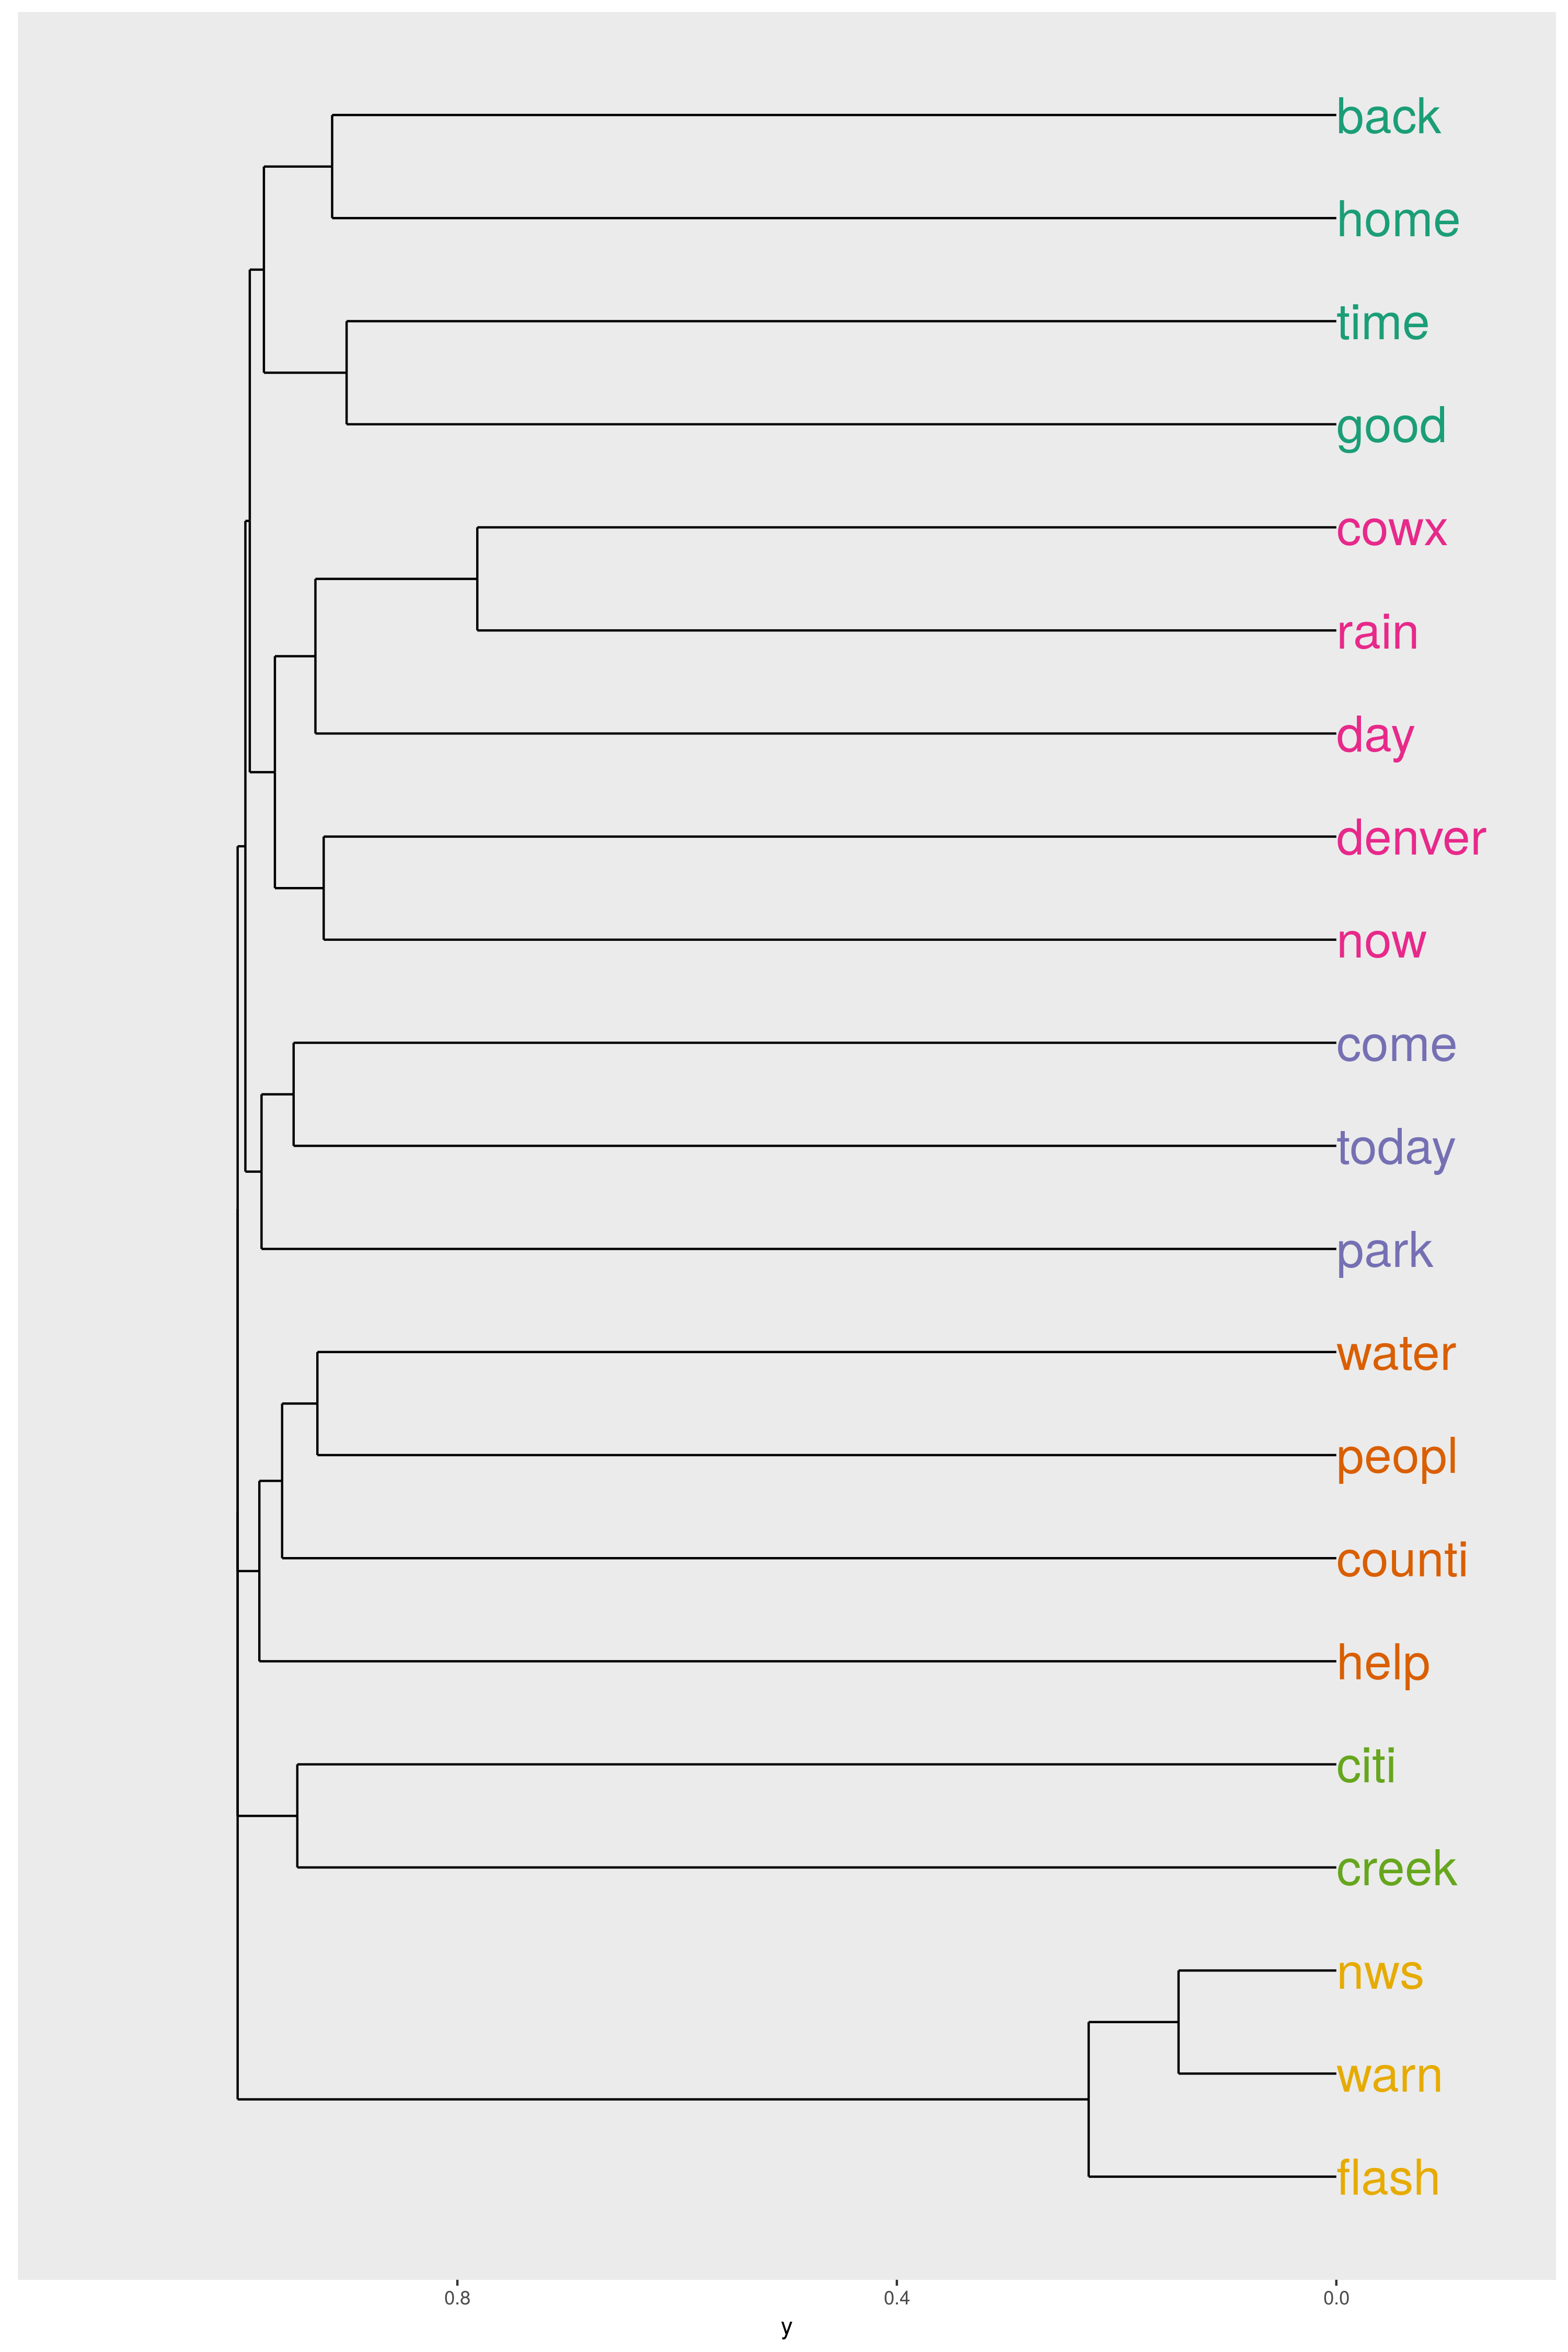 back
home
time
good
cowx
rain
day
denver
now
come
today
park
water
peopl
counti
help
citi
creek
nws
warn
flash
0.8 0.4 0.0
y